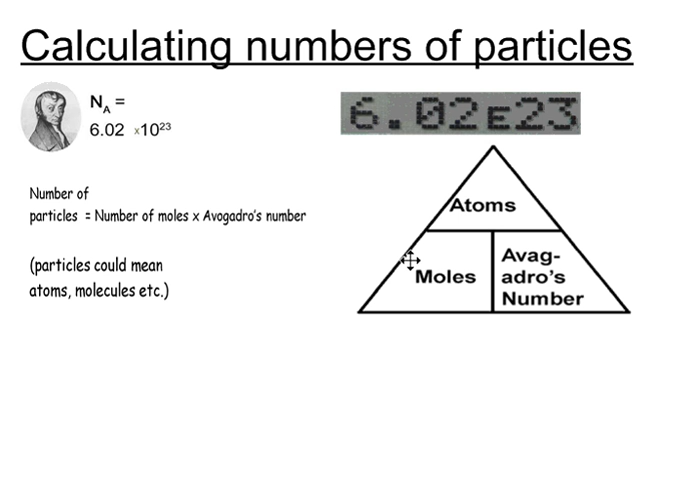 Calculating numbers of particles
N_A =
6.02 x10²³
6.02E23
Number of
particles = Number of moles x Avogadro's number
(particles could mean
atoms, molecules etc.)
Atoms
Moles
Avag-
adro's
Number